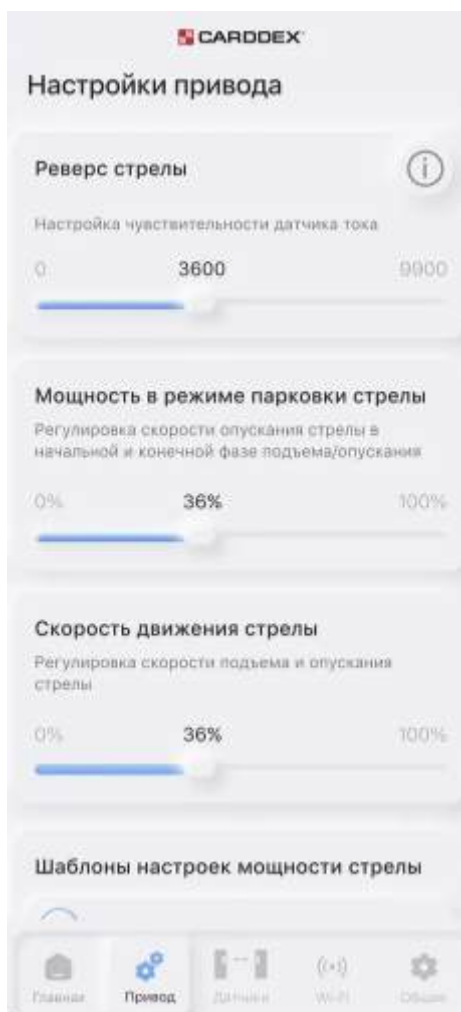 CARDDEX
Настройки привода
Реверс стрелы
Настройка чувствительности датчика тока
0 3600 9900
Мощность в режиме парковки стрелы
Регулировка скорости опускания стрелы в
начальной и конечной фазе подъема/опускания
0% 36% 100%
Скорость движения стрелы
Регулировка скорости подъема и опускания
стрелы
0% 36% 100%
Шаблоны настроек мощности стрелы
Главная Привод Датчики Wi-Fi Общие